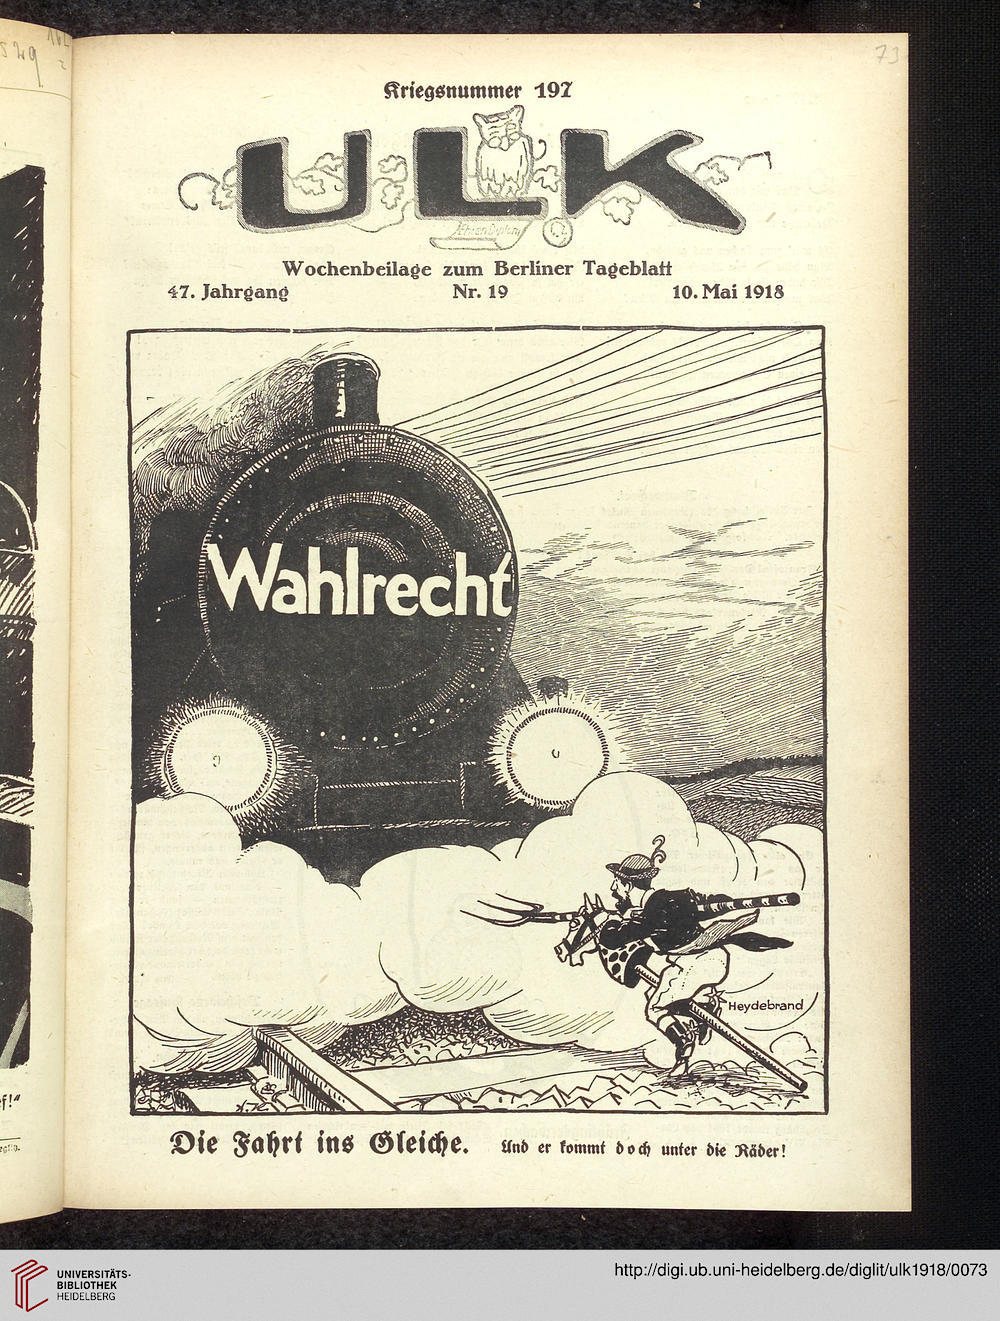 73
Kriegsnummer 197
ULK
Wochenbeilage zum Berliner Tageblatt
47. Jahrgang Nr. 19 10. Mai 1918
Wahlrecht
Heydebrand
Die Fahrt ins Gleiche. Und er kommt doch unter die Räder!
UNIVERSITÄTS-
BIBLIOTHEK
HEIDELBERG
http://digi.ub.uni-heidelberg.de/diglit/ulk1918/0073